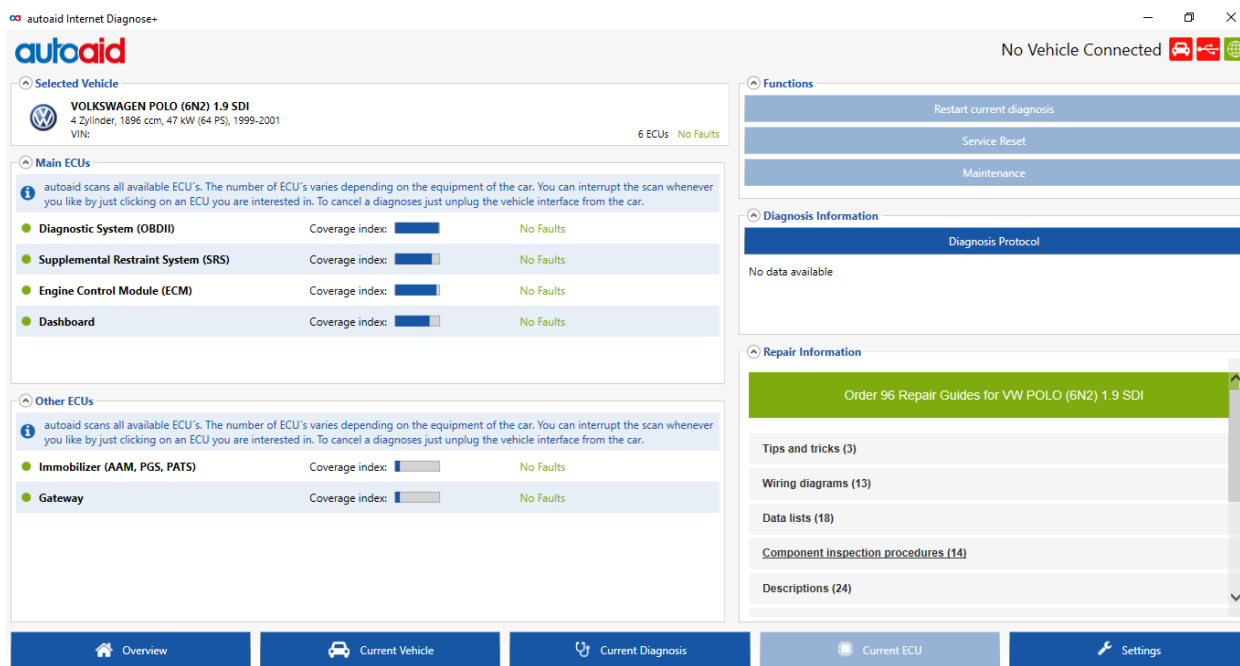 autoaid Internet Diagnose+
autoaid
No Vehicle Connected
Selected Vehicle
VOLKSWAGEN POLO (6N2) 1.9 SDI
4 Zylinder, 1896 ccm, 47 kW (64 PS), 1999-2001
VIN:
6 ECUs No Faults
Main ECUs
autoaid scans all available ECU´s. The number of ECU´s varies depending on the equipment of the car. You can interrupt the scan whenever
you like by just clicking on an ECU you are interested in. To cancel a diagnoses just unplug the vehicle interface from the car.
Diagnostic System (OBDII) Coverage index: No Faults
Supplemental Restraint System (SRS) Coverage index: No Faults
Engine Control Module (ECM) Coverage index: No Faults
Dashboard Coverage index: No Faults
Other ECUs
autoaid scans all available ECU´s. The number of ECU´s varies depending on the equipment of the car. You can interrupt the scan whenever
you like by just clicking on an ECU you are interested in. To cancel a diagnoses just unplug the vehicle interface from the car.
Immobilizer (AAM, PGS, PATS) Coverage index: No Faults
Gateway Coverage index: No Faults
Functions
Restart current diagnosis
Service Reset
Maintenance
Diagnosis Information
Diagnosis Protocol
No data available
Repair Information
Order 96 Repair Guides for VW POLO (6N2) 1.9 SDI
Tips and tricks (3)
Wiring diagrams (13)
Data lists (18)
Component inspection procedures (14)
Descriptions (24)
Overview
Current Vehicle
Current Diagnosis
Current ECU
Settings